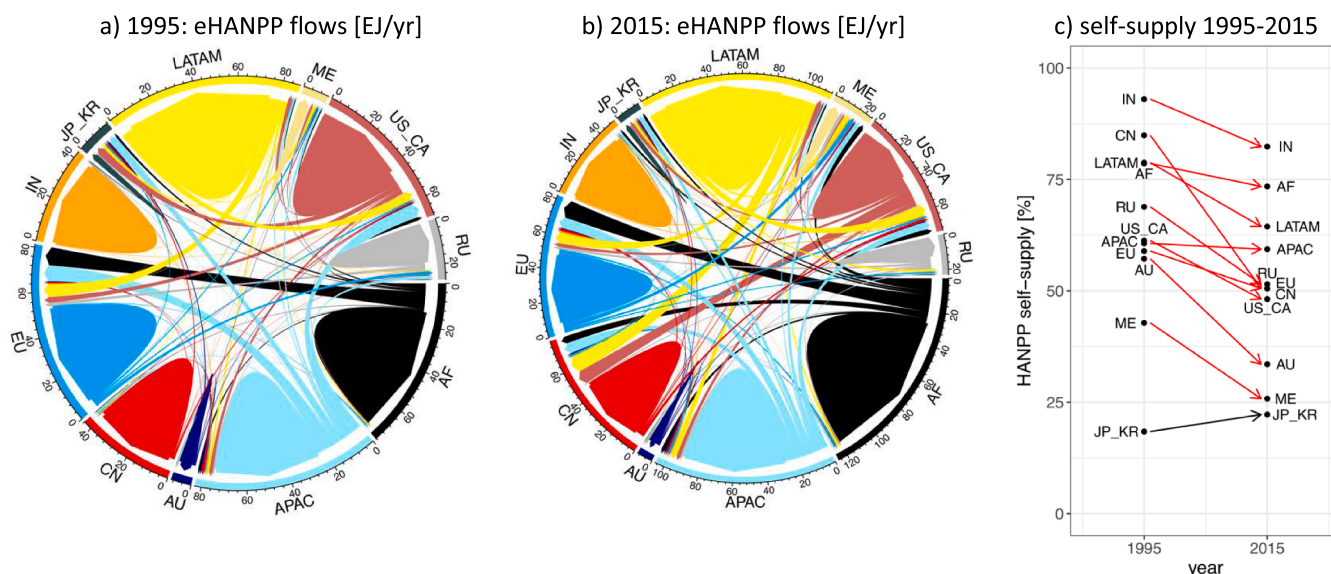 a) 1995: eHANPP flows [EJ/yr]
LATAM
ME
US_CA
RU
AF
APAC
AU
CN
EU
IN
JP_KR
b) 2015: eHANPP flows [EJ/yr]
LATAM
ME
US_CA
RU
AF
APAC
AU
CN
EU
IN
JP_KR
c) self-supply 1995-2015
HANPP self−supply [%]
100
75
50
25
0
IN
CN
LATAM
AF
RU
US_CA
APAC
EU
AU
ME
JP_KR
IN
AF
LATAM
APAC
RU
EU
CN
US_CA
AU
ME
JP_KR
1995
2015
year